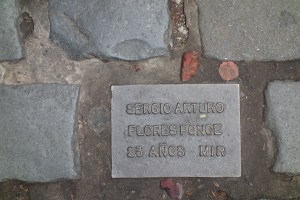 SERGIO ARTURO
FLORES PONCE
23 AÑOS - MIR